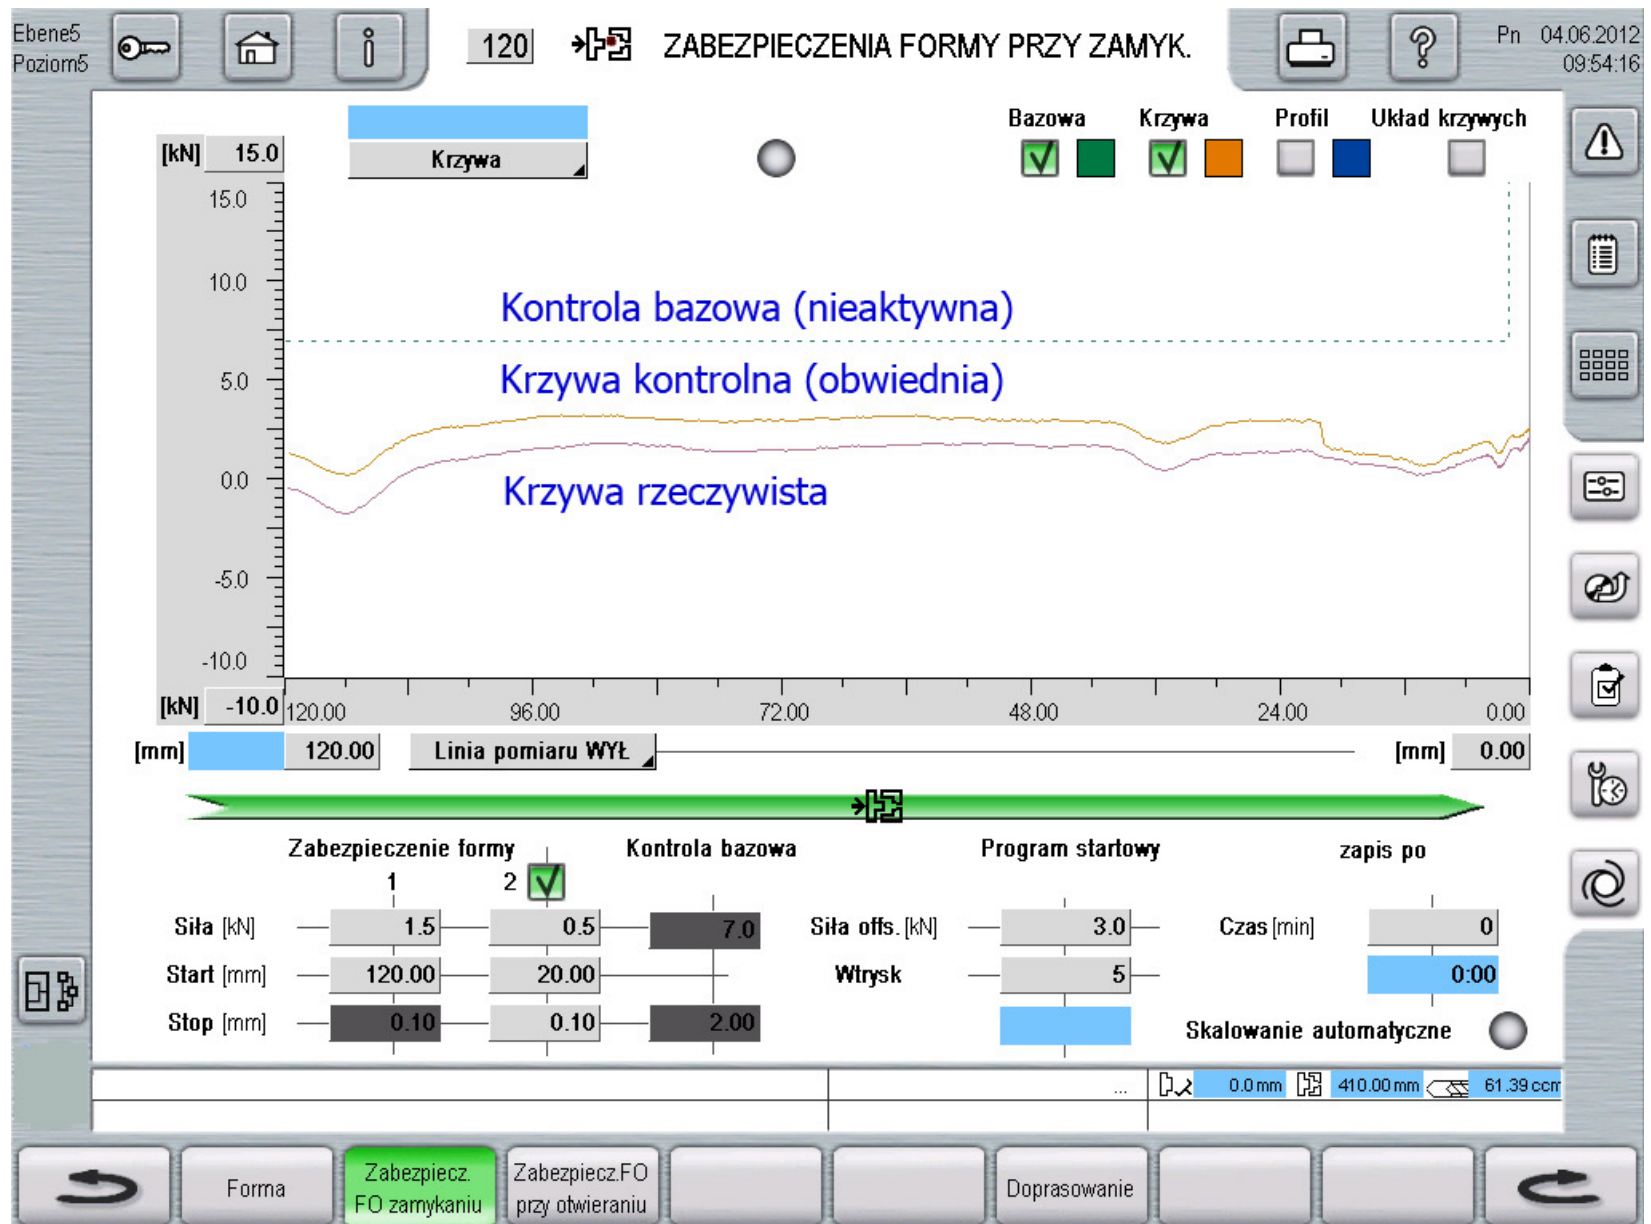 Ebene5
Poziom5
120
ZABEZPIECZENIA FORMY PRZY ZAMYK.
Pn 04.06.2012
09:54:16
Bazowa Krzywa Profil Układ krzywych
[kN] 15.0
Krzywa
15.0
10.0
5.0
0.0
-5.0
-10.0
Kontrola bazowa (nieaktywna)
Krzywa kontrolna (obwiednia)
Krzywa rzeczywista
[kN] -10.0
120.00 96.00 72.00 48.00 24.00 0.00
[mm] 120.00 Linia pomiaru WYŁ [mm] 0.00
Zabezpieczenie formy Kontrola bazowa Program startowy zapis po
1 2
Siła [kN] 1.5 0.5 7.0 Siła offs. [kN] 3.0 Czas [min] 0
Start [mm] 120.00 20.00 Wtrysk 5 0:00
Stop [mm] 0.10 0.10 2.00 Skalowanie automatyczne
... 0.0 mm 410.00 mm 61.39 ccm
Forma
Zabezpiecz.
FO zamykaniu
Zabezpiecz.FO
przy otwieraniu
Doprasowanie